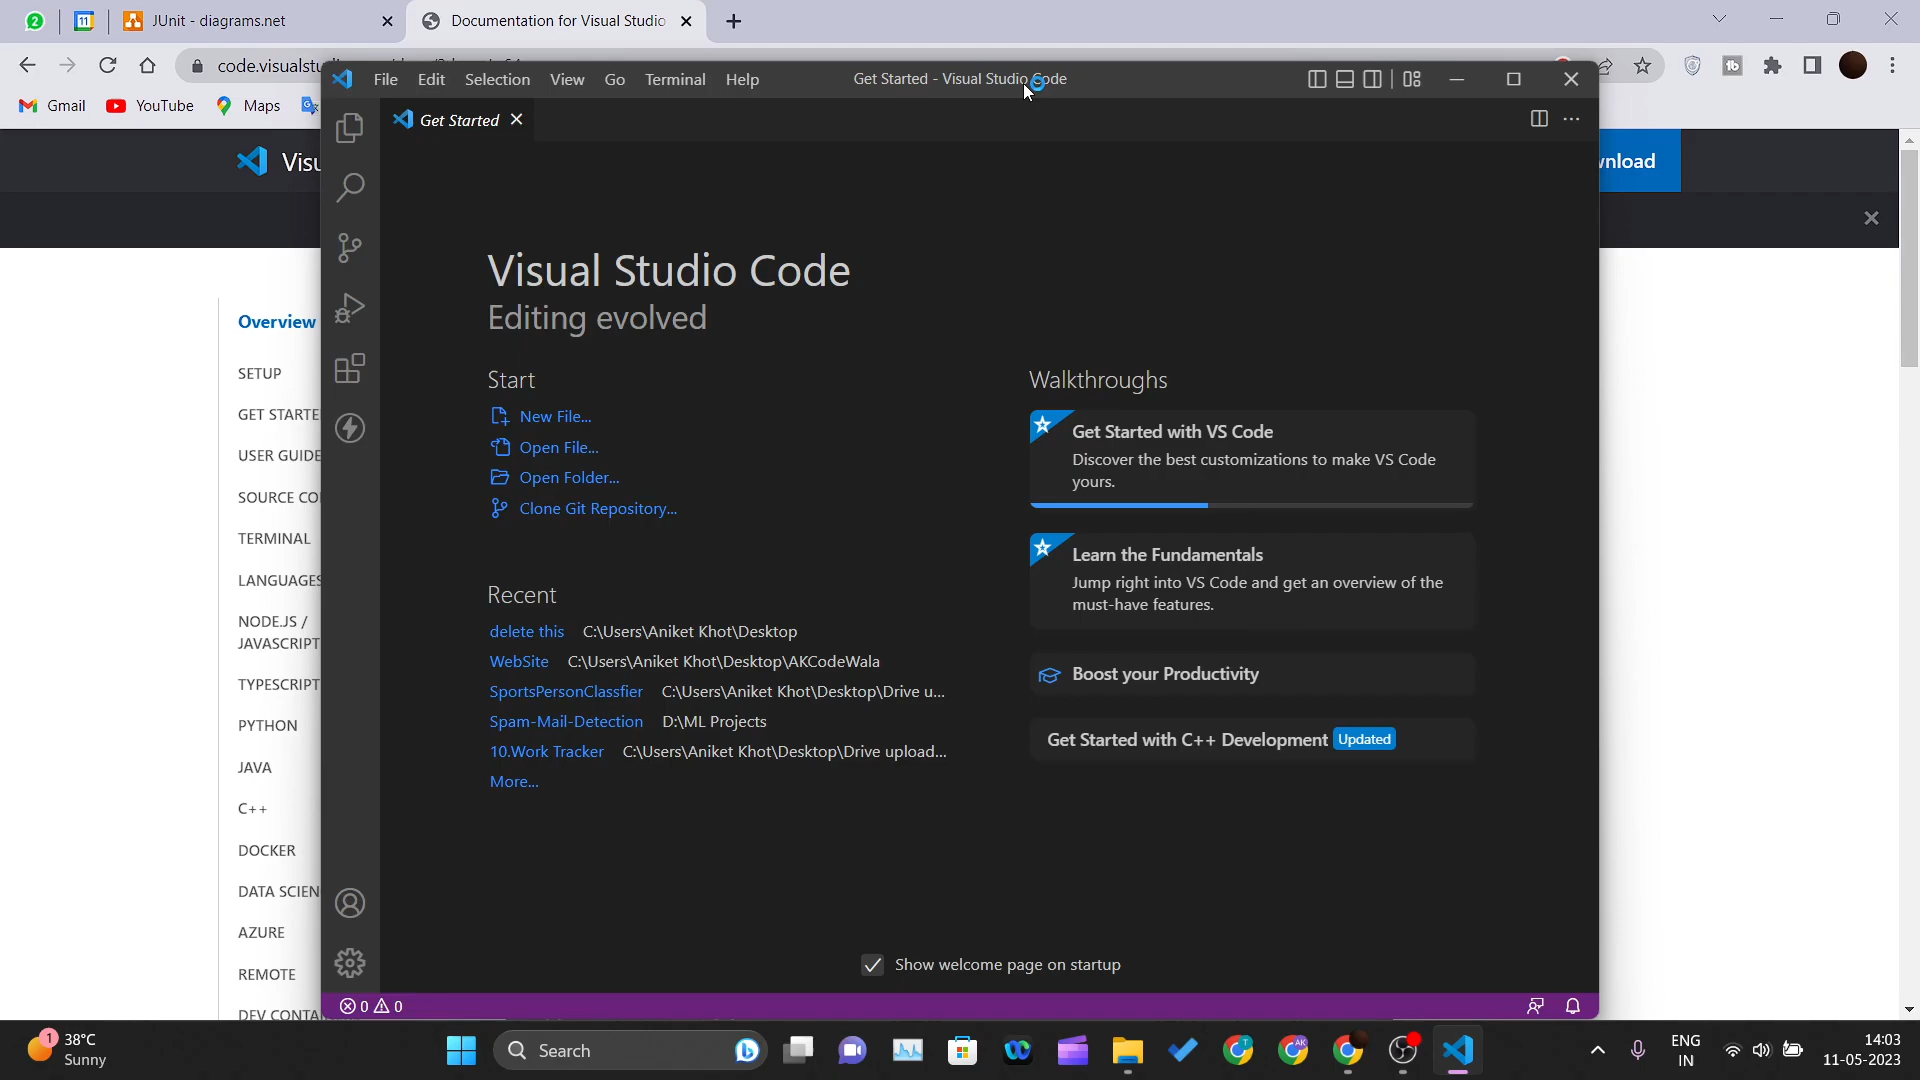 2
11
JUnit - diagrams.net
Documentation for Visual Studio
code.visualstu
Gmail
YouTube
Maps
File
Edit
Selection
View
Go
Terminal
Help
Get Started - Visual Studio Code
Get Started
Visu
wnload
Visual Studio Code
Editing evolved
Start
New File...
Open File...
Open Folder...
Clone Git Repository...
Recent
delete this C:\Users\Aniket Khot\Desktop
WebSite C:\Users\Aniket Khot\Desktop\AKCodeWala
SportsPersonClassfier C:\Users\Aniket Khot\Desktop\Drive u...
Spam-Mail-Detection D:\ML Projects
10.Work Tracker C:\Users\Aniket Khot\Desktop\Drive upload...
More...
Walkthroughs
Get Started with VS Code
Discover the best customizations to make VS Code
yours.
Learn the Fundamentals
Jump right into VS Code and get an overview of the
must-have features.
Boost your Productivity
Get Started with C++ Development Updated
Show welcome page on startup
0 0
Overview
SETUP
GET STARTE
USER GUIDE
SOURCE CO
TERMINAL
LANGUAGES
NODE.JS /
JAVASCRIPT
TYPESCRIPT
PYTHON
JAVA
C++
DOCKER
DATA SCIEN
AZURE
REMOTE
DEV CONTA
1
38°C
Sunny
Search
T
AK
ENG
IN
14:03
11-05-2023